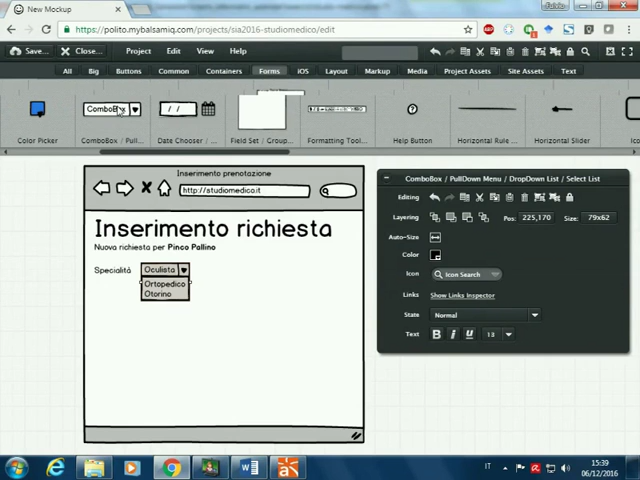 New Mockup
Fulvio
https://polito.mybalsamiq.com/projects/sia2016-studiomedico/edit
Save... Close... Project Edit View Help
All Big Buttons Common Containers Forms iOS Layout Markup Media Project Assets Site Assets Text
ComboBox / /
Color Picker ComboBox / Pull... Date Chooser / ... Field Set / Group... Formatting Tool... Help Button Horizontal Rule ... Horizontal Slider
Inserimento prenotazione
http://studiomedico.it
Inserimento richiesta
Nuova richiesta per Pinco Pallino
Specialità Oculista
Ortopedico
Otorino
ComboBox / PullDown Menu / DropDown List / Select List
Editing
Layering Pos: 225,170 Size: 79x62
Auto-Size
Color
Icon Icon Search
Links Show Links Inspector
State Normal
Text B i U 13
IT 15:39
06/12/2016